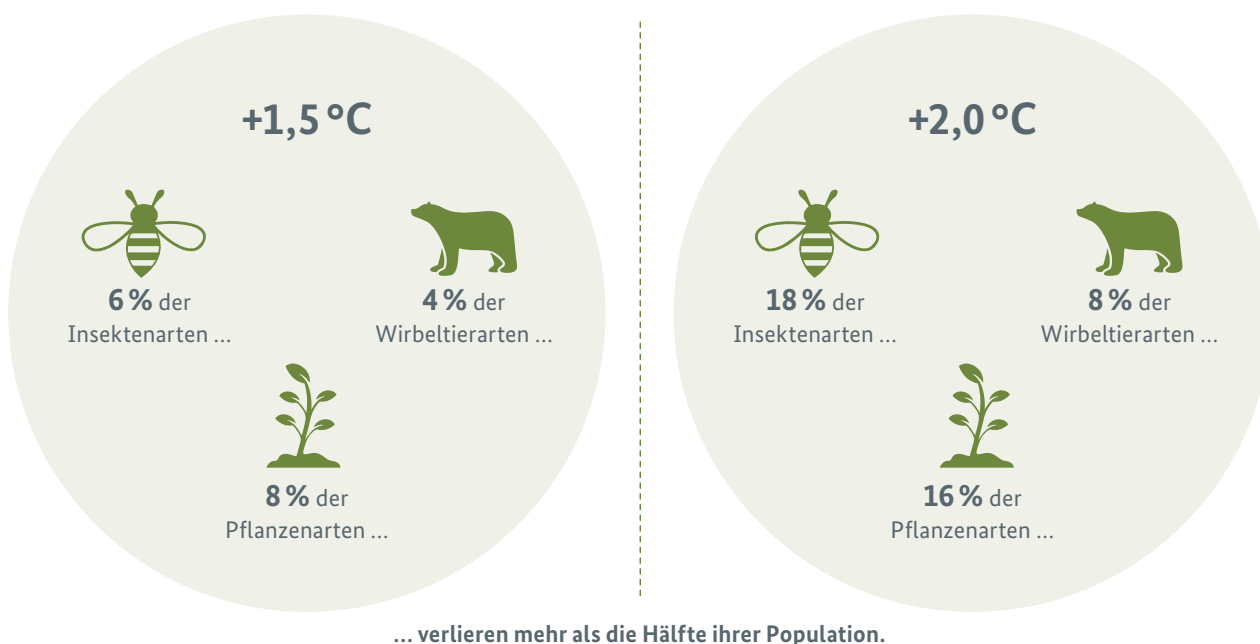 +1,5 °C
6 % der
Insektenarten ...
4 % der
Wirbeltierarten ...
8 % der
Pflanzenarten ...
+2,0 °C
18 % der
Insektenarten ...
8 % der
Wirbeltierarten ...
16 % der
Pflanzenarten ...
... verlieren mehr als die Hälfte ihrer Population.